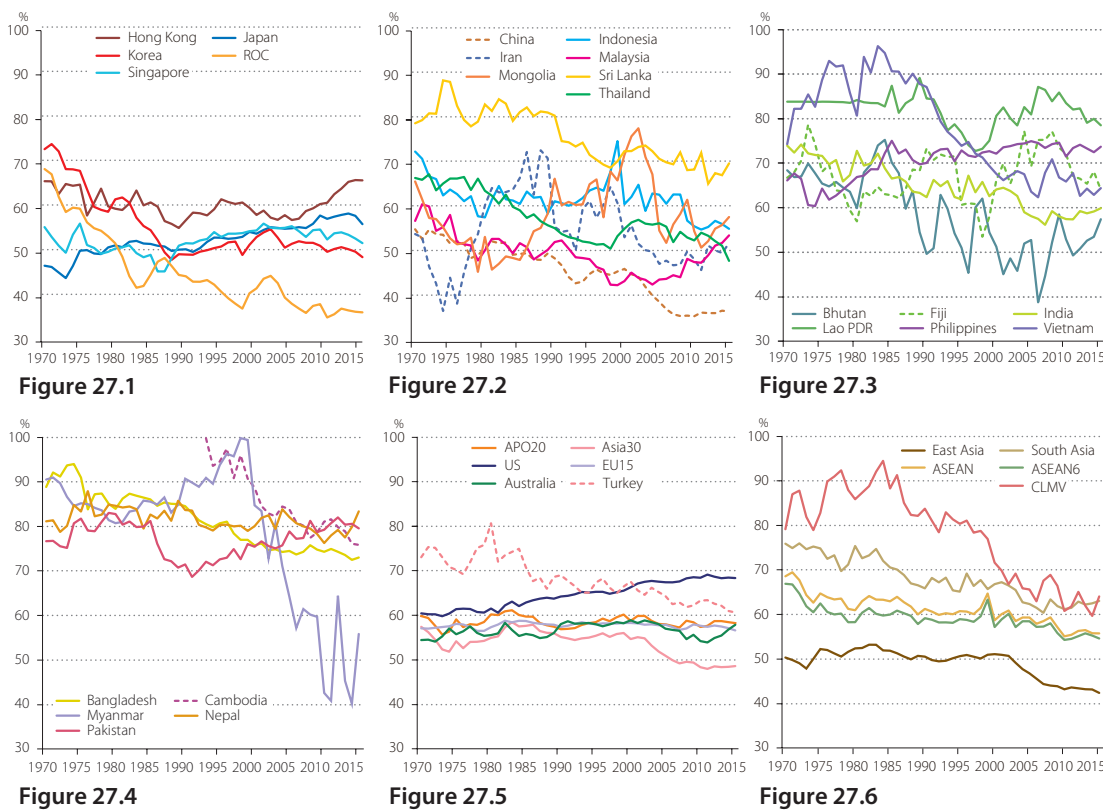 %
100
90
80
70
60
50
40
30
Hong Kong
Japan
Korea
ROC
Singapore
1970 1975 1980 1985 1990 1995 2000 2005 2010 2015
Figure 27.1
%
100
90
80
70
60
50
40
30
China
Indonesia
Iran
Malaysia
Mongolia
Sri Lanka
Thailand
1970 1975 1980 1985 1990 1995 2000 2005 2010 2015
Figure 27.2
%
100
90
80
70
60
50
40
30
Bhutan
Fiji
India
Lao PDR
Philippines
Vietnam
1970 1975 1980 1985 1990 1995 2000 2005 2010 2015
Figure 27.3
%
100
90
80
70
60
50
40
30
Bangladesh
Cambodia
Myanmar
Nepal
Pakistan
1970 1975 1980 1985 1990 1995 2000 2005 2010 2015
Figure 27.4
%
100
90
80
70
60
50
40
30
APO20
Asia30
US
EU15
Australia
Turkey
1970 1975 1980 1985 1990 1995 2000 2005 2010 2015
Figure 27.5
%
100
90
80
70
60
50
40
30
East Asia
South Asia
ASEAN
ASEAN6
CLMV
1970 1975 1980 1985 1990 1995 2000 2005 2010 2015
Figure 27.6